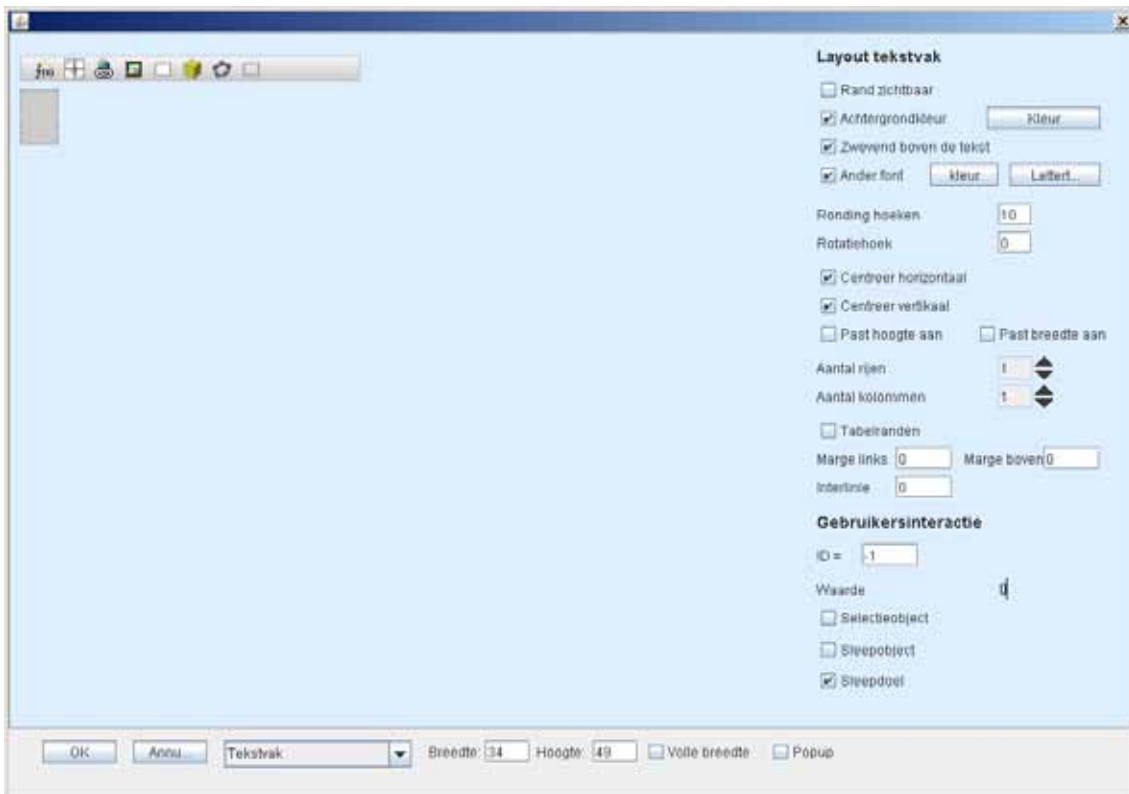 f(x)
Layout tekstvak
Rand zichtbaar
Achtergrondkleur Kleur
Zwevend boven de tekst
Ander font kleur Lettert...
Ronding hoeken 10
Rotatiehoek 0
Centreer horizontaal
Centreer vertikaal
Past hoogte aan Past breedte aan
Aantal rijen 1
Aantal kolommen 1
Tabelranden
Marge links 0 Marge boven 0
Interlinie 0
Gebruikersinteractie
ID = -1
Waarde 0
Selectieobject
Sleepobject
Sleepdoel
OK Annu... Tekstvak Breedte: 34 Hoogte: 49 Volle breedte Popup